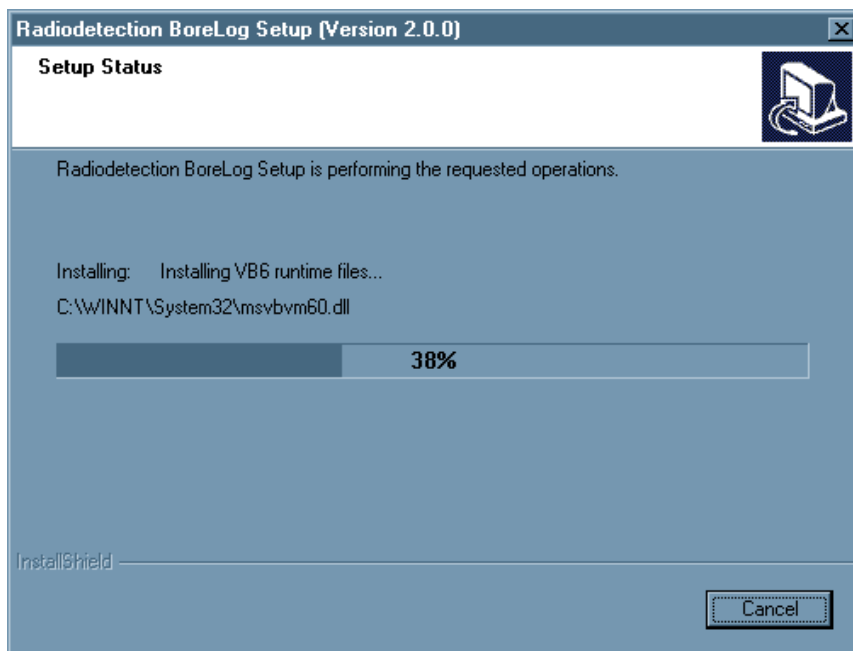 Radiodetection BoreLog Setup (Version 2.0.0)
Setup Status
Radiodetection BoreLog Setup is performing the requested operations.
Installing: Installing VB6 runtime files...
C:\WINNT\System32\msvbvm60.dll
38%
InstallShield
Cancel